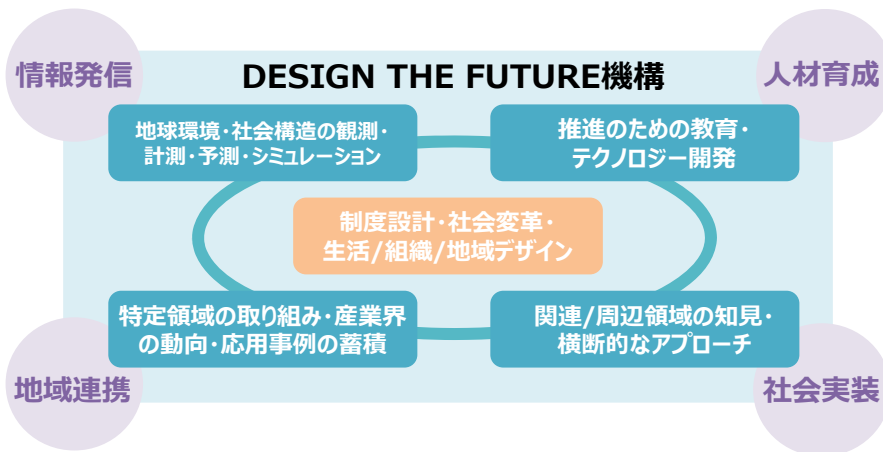 情報発信
DESIGN THE FUTURE機構
人材育成
地球環境・社会構造の観測・
計測・予測・シミュレーション
推進のための教育・
テクノロジー開発
制度設計・社会変革・
生活/組織/地域デザイン
特定領域の取り組み・産業界
の動向・応用事例の蓄積
関連/周辺領域の知見・
横断的なアプローチ
地域連携
社会実装